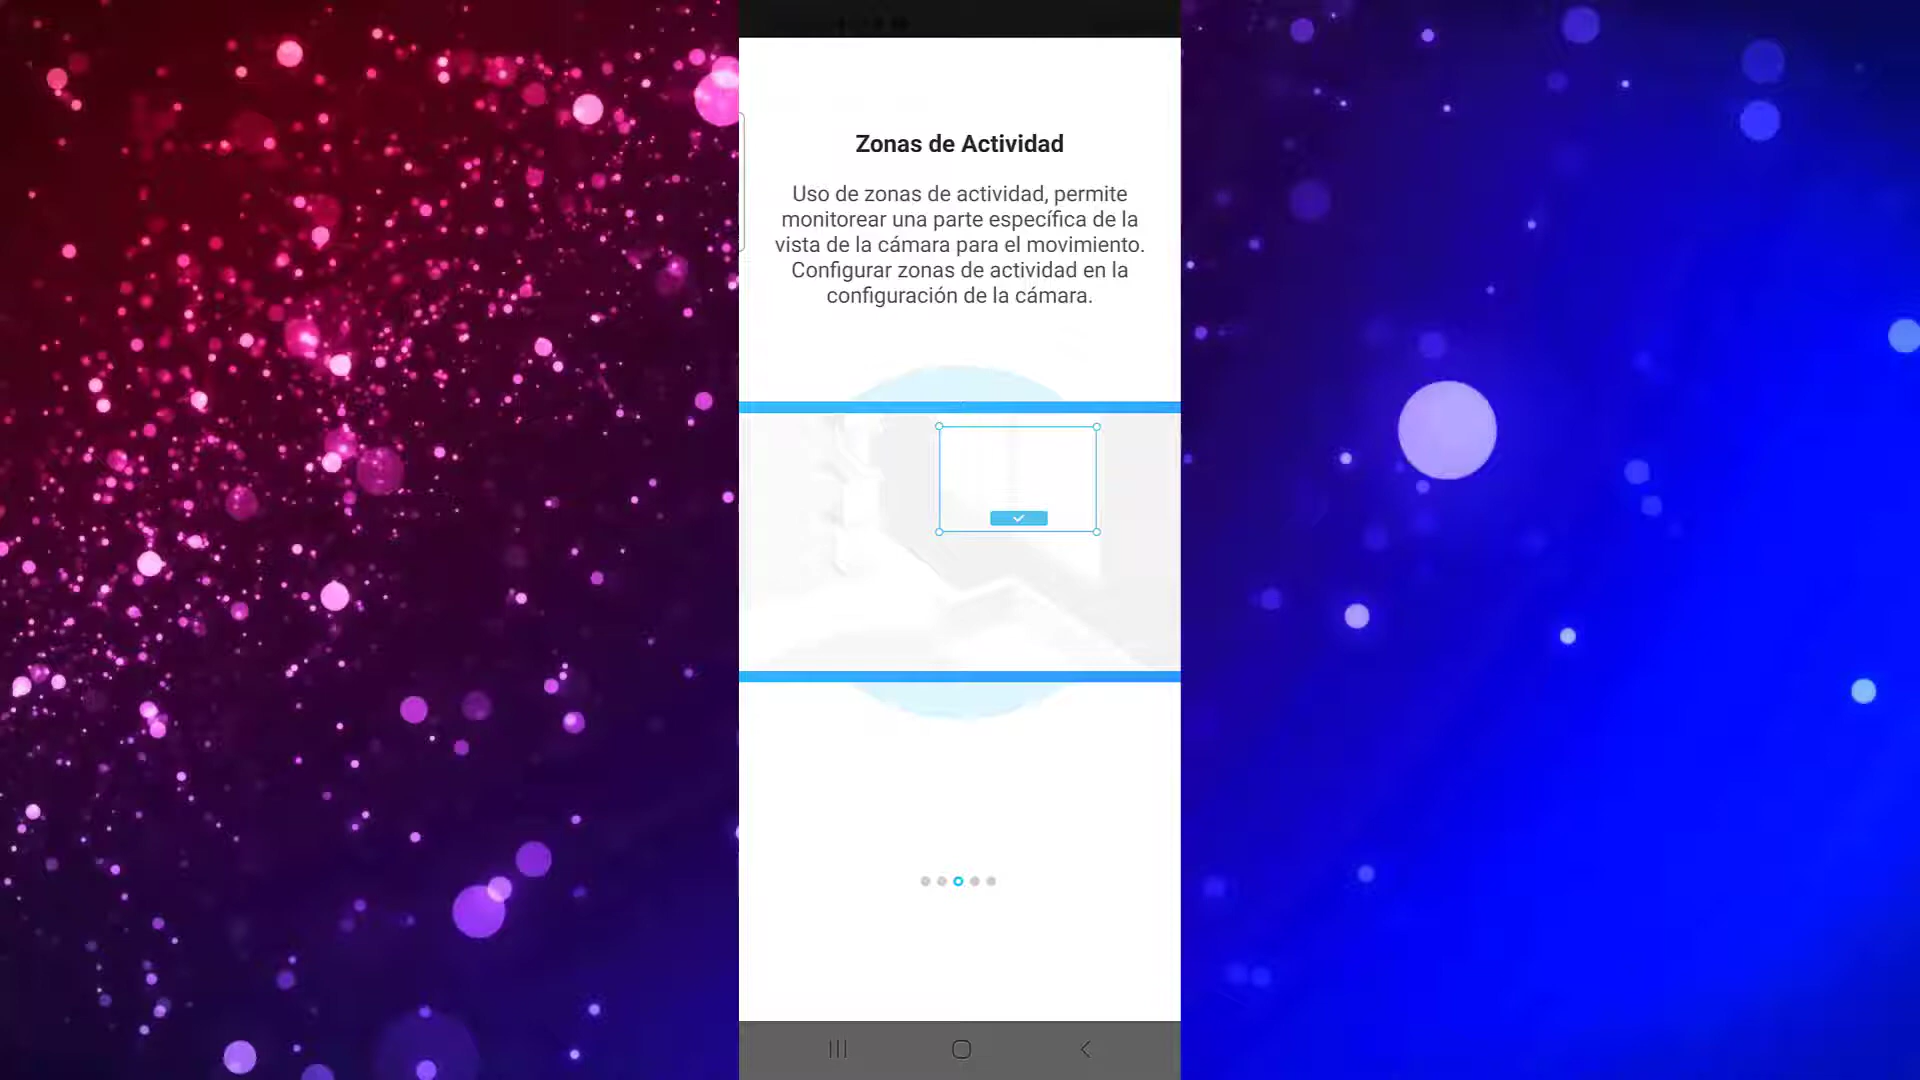 Zonas de Actividad
Uso de zonas de actividad, permite
monitorear una parte específica de la
vista de la cámara para el movimiento.
Configurar zonas de actividad en la
configuración de la cámara.